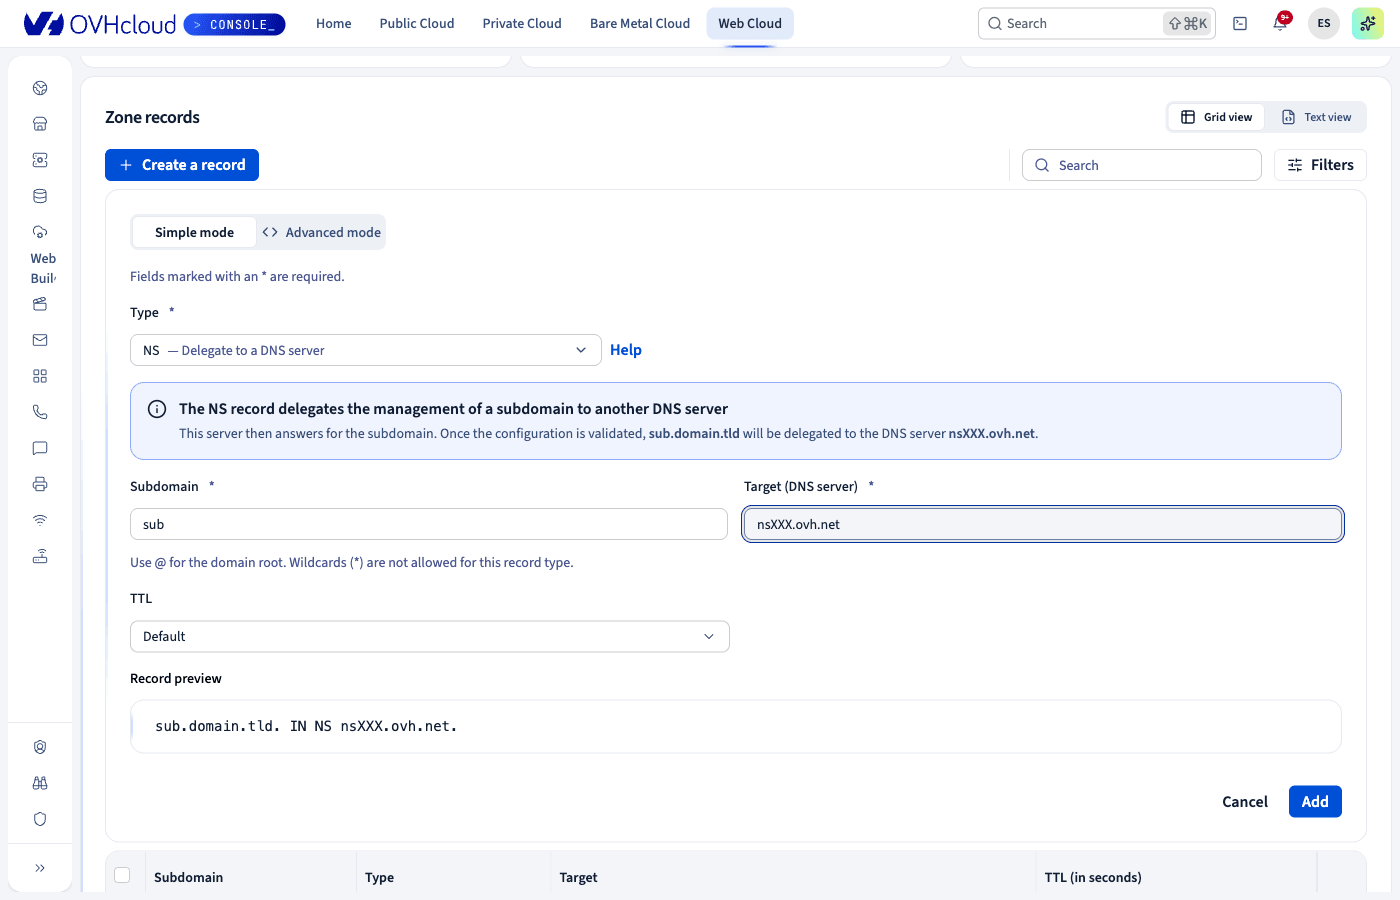 OVHcloud > CONSOLE_
Home
Public Cloud
Private Cloud
Bare Metal Cloud
Web Cloud
Search
⇧⌘K
9+
ES
Web
Buil
Zone records
Grid view
Text view
+ Create a record
Search
Filters
Simple mode
<> Advanced mode
Fields marked with an * are required.
Type *
NS — Delegate to a DNS server
Help
The NS record delegates the management of a subdomain to another DNS server
This server then answers for the subdomain. Once the configuration is validated, sub.domain.tld will be delegated to the DNS server nsXXX.ovh.net.
Subdomain *
Target (DNS server) *
sub
nsXXX.ovh.net
Use @ for the domain root. Wildcards (*) are not allowed for this record type.
TTL
Default
Record preview
sub.domain.tld. IN NS nsXXX.ovh.net.
Cancel
Add
Subdomain
Type
Target
TTL (in seconds)